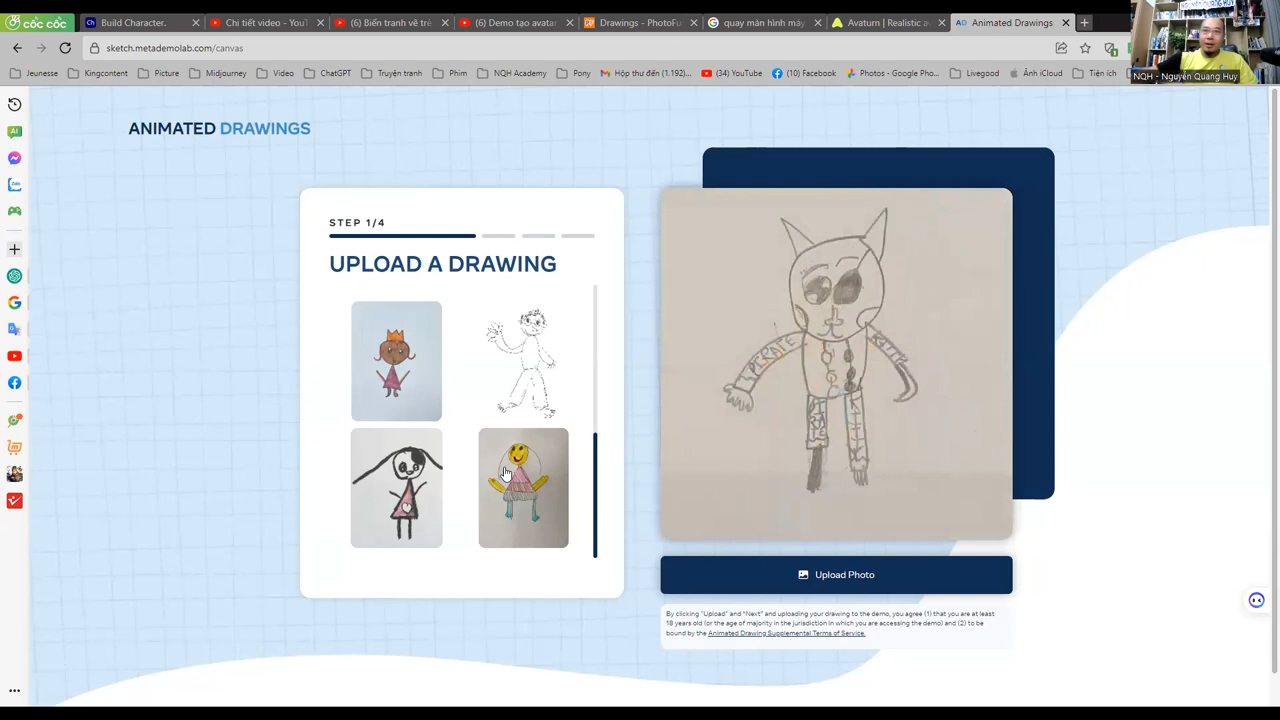 cốc cốc
Build Character.
Chi tiết video - YouT
(6) Biến tranh vẽ trẻ
(6) Demo tạo avatar
Drawings - PhotoFu
quay màn hình máy
Avaturn | Realistic a
Animated Drawings
sketch.metademolab.com/canvas
NQH - Nguyễn Quang Huy
Jeunesse
Kingcontent
Picture
Midjourney
Video
ChatGPT
Truyện tranh
Phim
NQH Academy
Pony
Hộp thư đến (1.192)...
(34) YouTube
(10) Facebook
Photos - Google Pho...
Livegood
Ảnh iCloud
Tiện ích
ANIMATED DRAWINGS
STEP 1/4
UPLOAD A DRAWING
Upload Photo
By clicking "Upload" and "Next" and uploading your drawing to the demo, you agree (1) that you are at least
18 years old (or the age of majority in the jurisdiction in which you are accessing the demo) and (2) to be
bound by the Animated Drawing Supplemental Terms of Service.